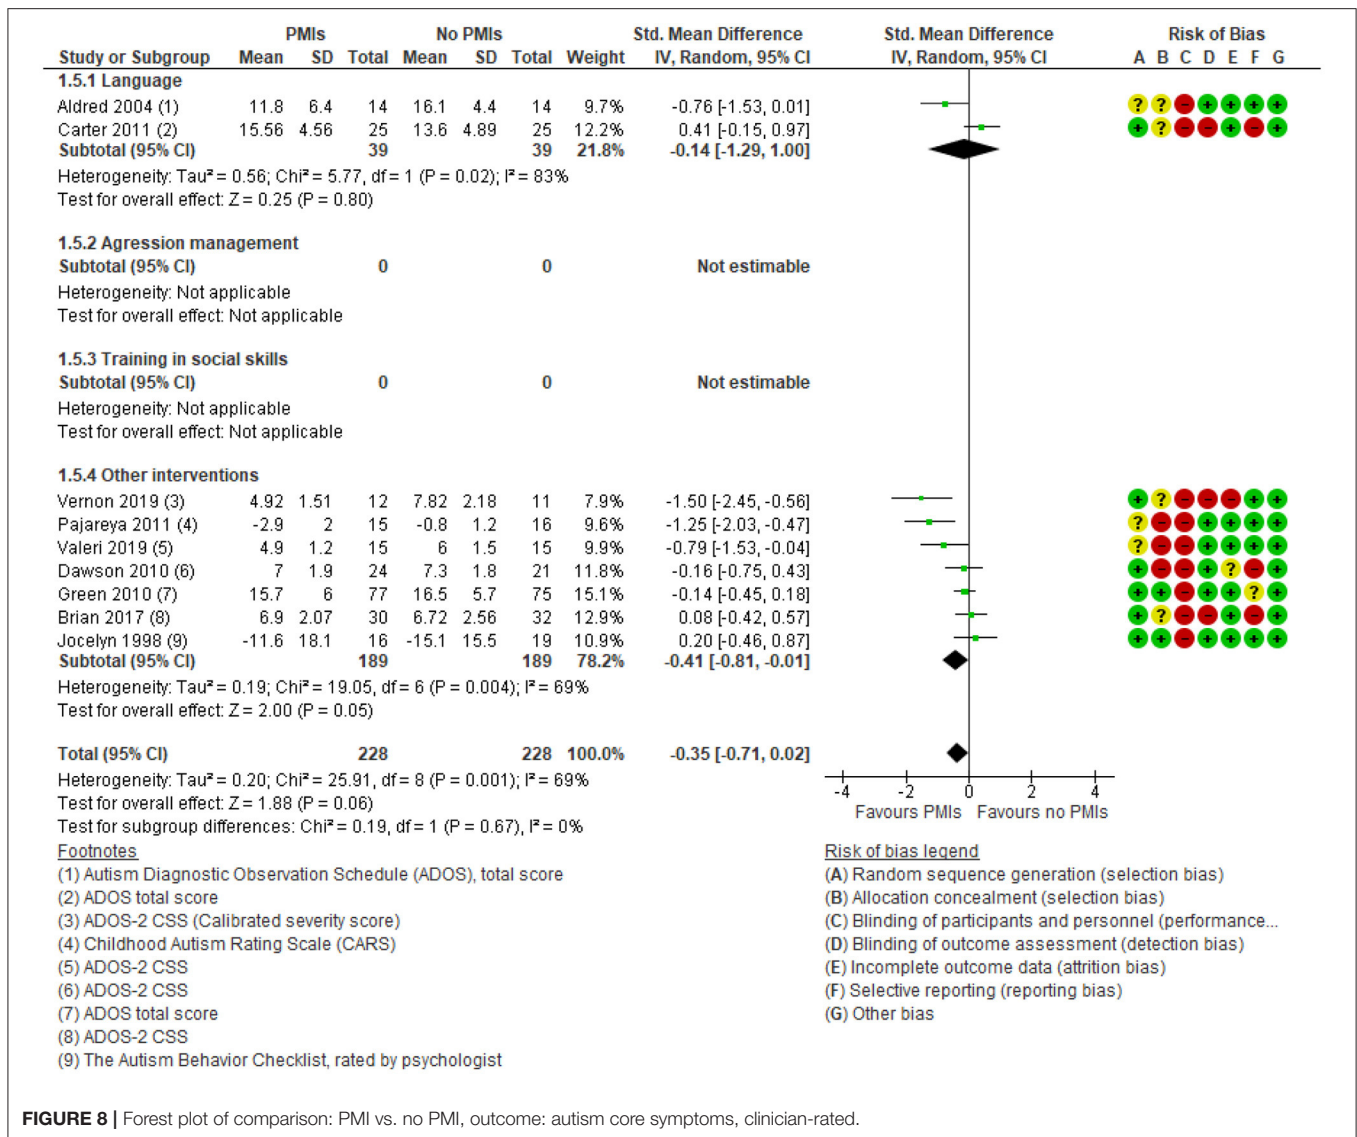 PMIs No PMIs Std. Mean Difference Std. Mean Difference Risk of Bias
Study or Subgroup Mean SD Total Mean SD Total Weight IV, Random, 95% CI IV, Random, 95% CI A B C D E F G
1.5.1 Language
Aldred 2004 (1) 11.8 6.4 14 16.1 4.4 14 9.7% -0.76 [-1.53, 0.01] ? ? - + + + +
Carter 2011 (2) 15.56 4.56 25 13.6 4.89 25 12.2% 0.41 [-0.15, 0.97] + ? - - + - +
Subtotal (95% CI) 39 39 21.8% -0.14 [-1.29, 1.00]
Heterogeneity: Tau² = 0.56; Chi² = 5.77, df = 1 (P = 0.02); I² = 83%
Test for overall effect: Z = 0.25 (P = 0.80)
1.5.2 Agression management
Subtotal (95% CI) 0 0 Not estimable
Heterogeneity: Not applicable
Test for overall effect: Not applicable
1.5.3 Training in social skills
Subtotal (95% CI) 0 0 Not estimable
Heterogeneity: Not applicable
Test for overall effect: Not applicable
1.5.4 Other interventions
Vernon 2019 (3) 4.92 1.51 12 7.82 2.18 11 7.9% -1.50 [-2.45, -0.56] + ? - - - + +
Pajareya 2011 (4) -2.9 2 15 -0.8 1.2 16 9.6% -1.25 [-2.03, -0.47] ? - - + + + +
Valeri 2019 (5) 4.9 1.2 15 6 1.5 15 9.9% -0.79 [-1.53, -0.04] ? - - + + + +
Dawson 2010 (6) 7 1.9 24 7.3 1.8 21 11.8% -0.16 [-0.75, 0.43] + - - + ? - +
Green 2010 (7) 15.7 6 77 16.5 5.7 75 15.1% -0.14 [-0.45, 0.18] + + - + + ? +
Brian 2017 (8) 6.9 2.07 30 6.72 2.56 32 12.9% 0.08 [-0.42, 0.57] + ? - - + - +
Jocelyn 1998 (9) -11.6 18.1 16 -15.1 15.5 19 10.9% 0.20 [-0.46, 0.87] + + - + + + +
Subtotal (95% CI) 189 189 78.2% -0.41 [-0.81, -0.01]
Heterogeneity: Tau² = 0.19; Chi² = 19.05, df = 6 (P = 0.004); I² = 69%
Test for overall effect: Z = 2.00 (P = 0.05)
Total (95% CI) 228 228 100.0% -0.35 [-0.71, 0.02]
Heterogeneity: Tau² = 0.20; Chi² = 25.91, df = 8 (P = 0.001); I² = 69%
Test for overall effect: Z = 1.88 (P = 0.06)
Test for subgroup differences: Chi² = 0.19, df = 1 (P = 0.67), I² = 0%
-4 -2 0 2 4
Favours PMIs Favours no PMIs
Footnotes
(1) Autism Diagnostic Observation Schedule (ADOS), total score
(2) ADOS total score
(3) ADOS-2 CSS (Calibrated severity score)
(4) Childhood Autism Rating Scale (CARS)
(5) ADOS-2 CSS
(6) ADOS-2 CSS
(7) ADOS total score
(8) ADOS-2 CSS
(9) The Autism Behavior Checklist, rated by psychologist
Risk of bias legend
(A) Random sequence generation (selection bias)
(B) Allocation concealment (selection bias)
(C) Blinding of participants and personnel (performance...
(D) Blinding of outcome assessment (detection bias)
(E) Incomplete outcome data (attrition bias)
(F) Selective reporting (reporting bias)
(G) Other bias
FIGURE 8 | Forest plot of comparison: PMI vs. no PMI, outcome: autism core symptoms, clinician-rated.